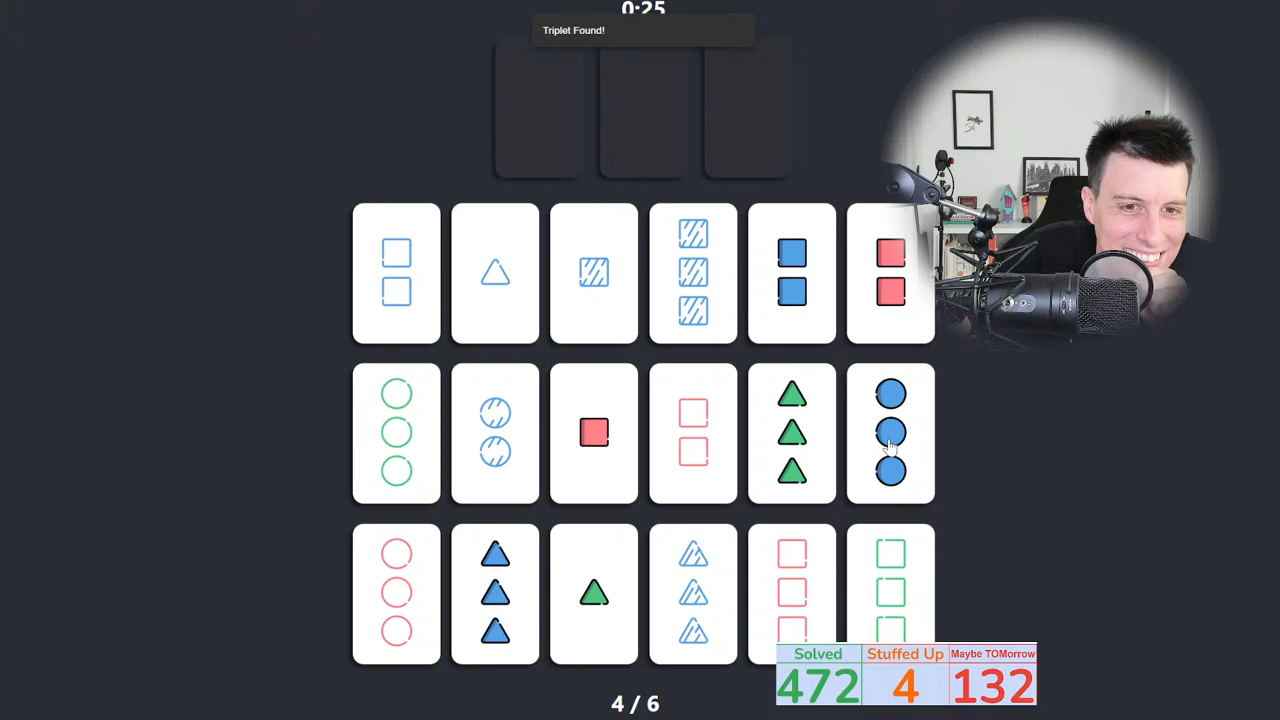 0:25
Triplet Found!
4 / 6
Solved
Stuffed Up
Maybe TOMorrow
472
4
132